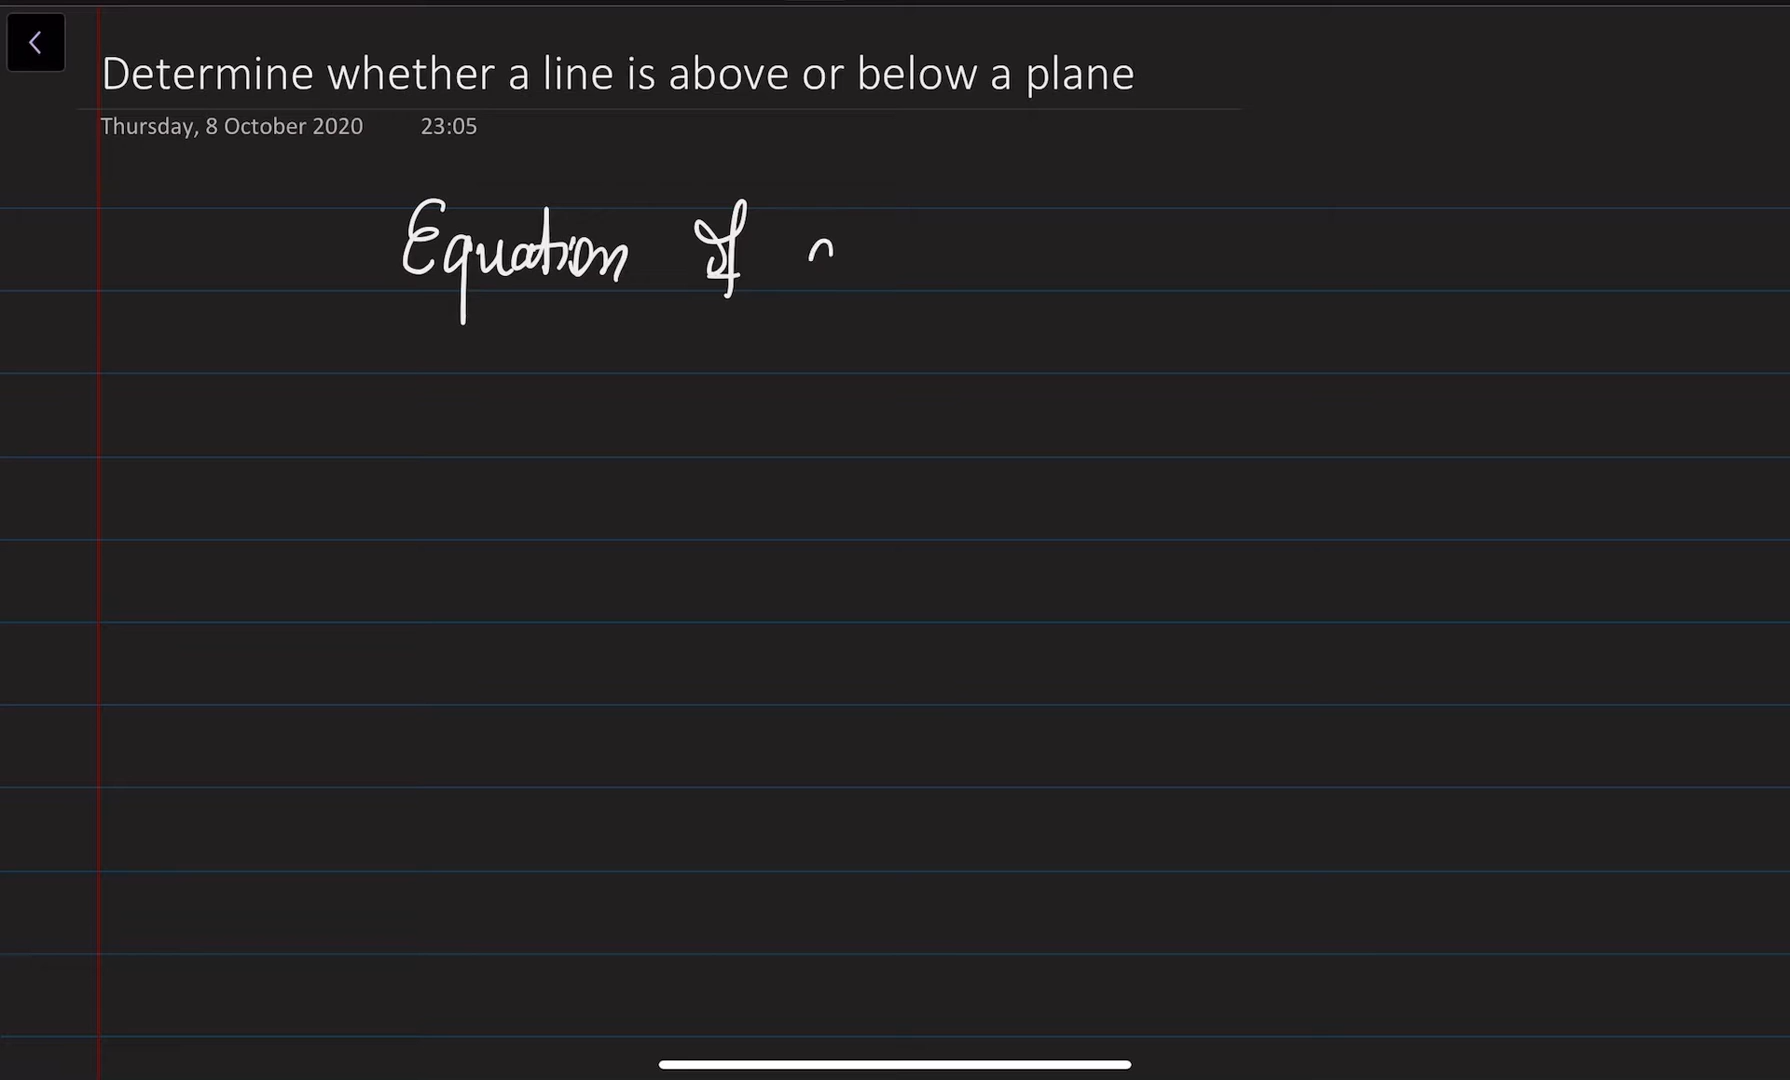 Determine whether a line is above or below a plane
Thursday, 8 October 2020 23:05
Equation of